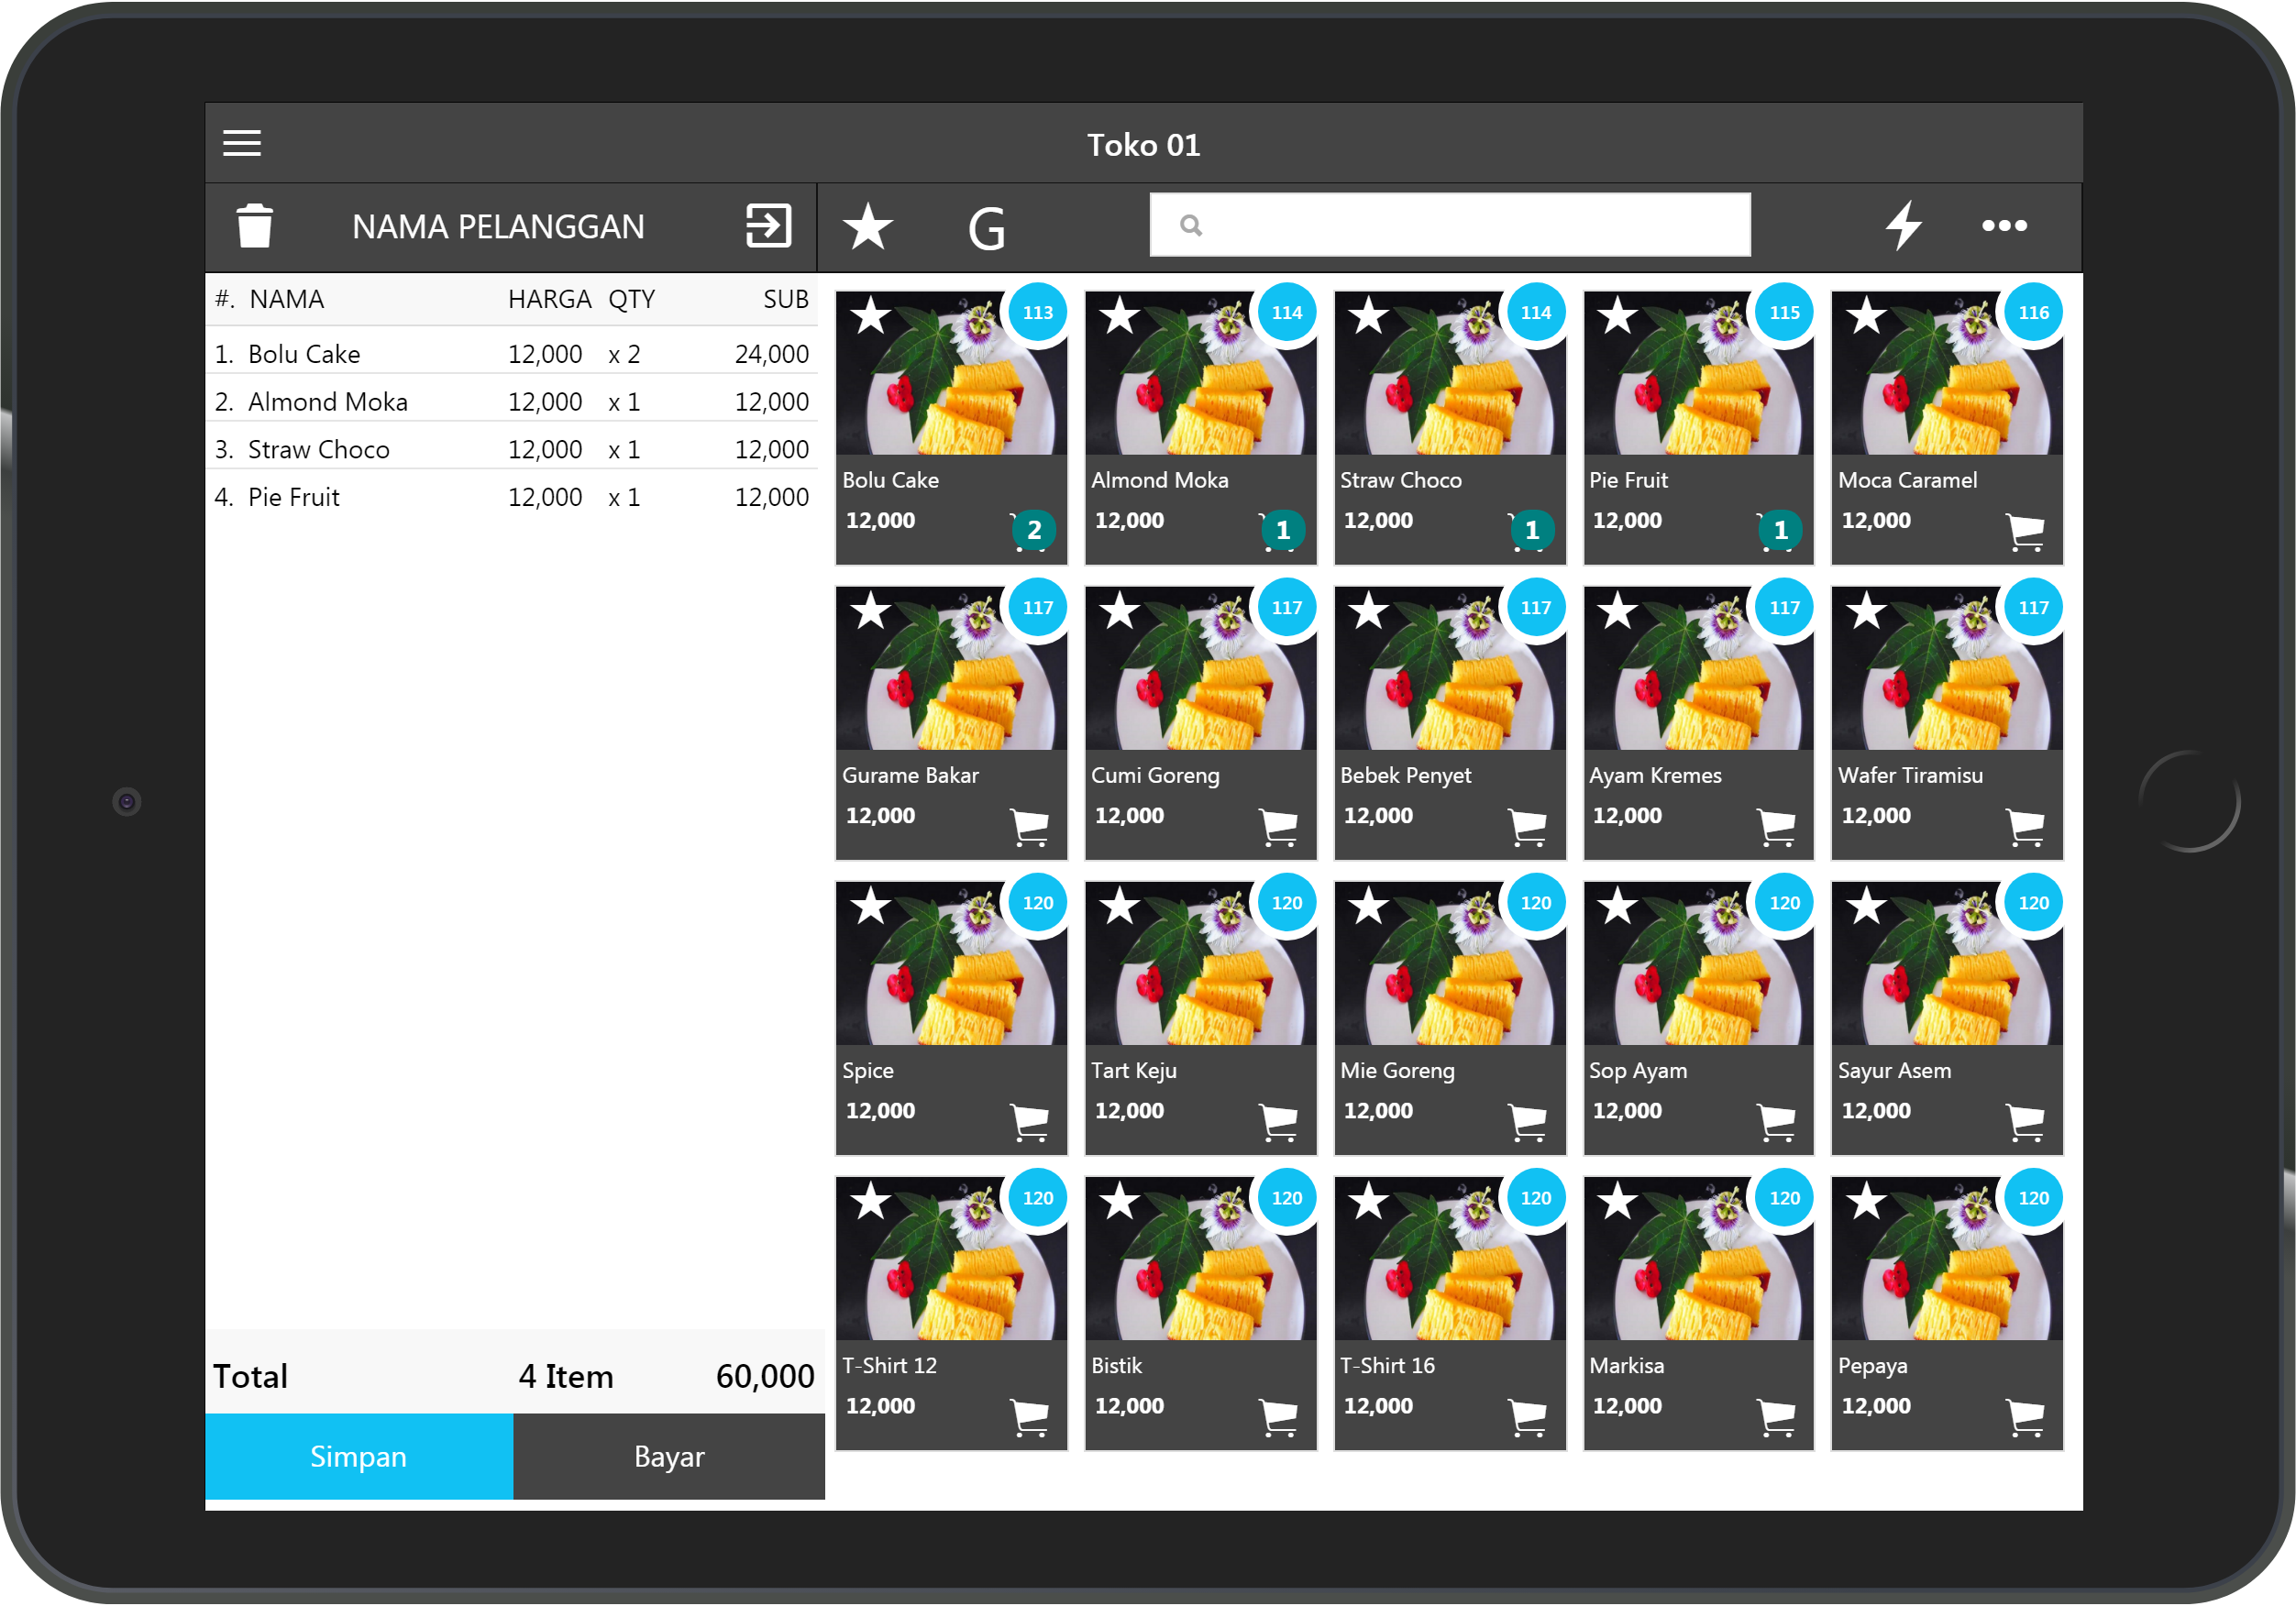 Toko 01
NAMA PELANGGAN
G
#. NAMA HARGA QTY SUB
1. Bolu Cake 12,000 x 2 24,000
2. Almond Moka 12,000 x 1 12,000
3. Straw Choco 12,000 x 1 12,000
4. Pie Fruit 12,000 x 1 12,000
Total 4 Item 60,000
Simpan Bayar
113 114 114 115 116
Bolu Cake Almond Moka Straw Choco Pie Fruit Moca Caramel
12,000 2 12,000 1 12,000 1 12,000 1 12,000
117 117 117 117 117
Gurame Bakar Cumi Goreng Bebek Penyet Ayam Kremes Wafer Tiramisu
12,000 12,000 12,000 12,000 12,000
120 120 120 120 120
Spice Tart Keju Mie Goreng Sop Ayam Sayur Asem
12,000 12,000 12,000 12,000 12,000
120 120 120 120 120
T-Shirt 12 Bistik T-Shirt 16 Markisa Pepaya
12,000 12,000 12,000 12,000 12,000